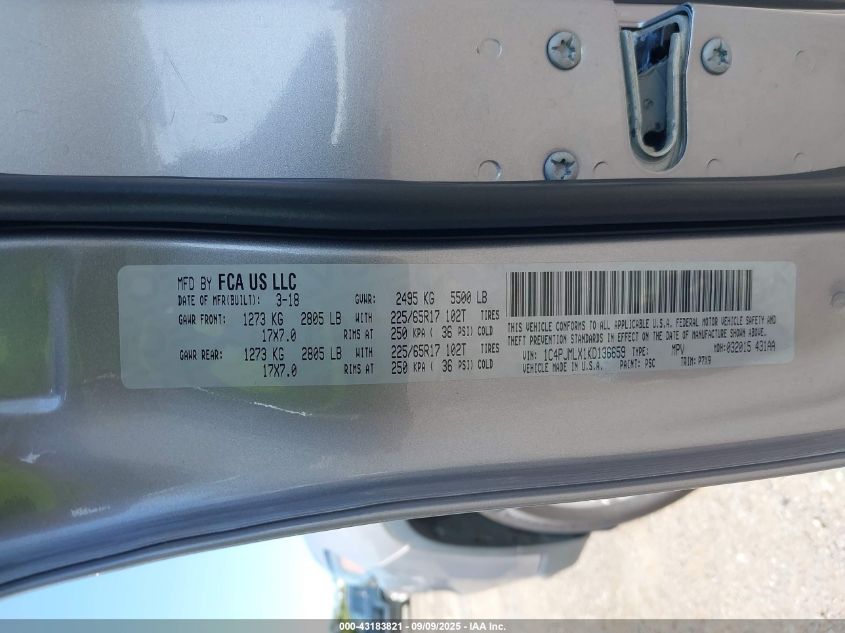 MFD BY FCA US LLC
DATE OF MFR(BUILT): 3-18 GVWR: 2495 KG 5500 LB
GAWR FRONT: 1273 KG 2805 LB WITH 225/65R17 102T TIRES
17X7.0 RIMS AT 250 KPA ( 36 PSI) COLD
GAWR REAR: 1273 KG 2805 LB WITH 225/65R17 102T TIRES
17X7.0 RIMS AT 250 KPA ( 36 PSI) COLD
THIS VEHICLE CONFORMS TO ALL APPLICABLE U.S.A. FEDERAL MOTOR VEHICLE SAFETY AND
THEFT PREVENTION STANDARDS IN EFFECT ON THE DATE OF MANUFACTURE SHOWN ABOVE.
VIN: 1C4PJMLX1KD136659 TYPE: MPV MDH: 032015 431AA
VEHICLE MADE IN U.S.A. PAINT: PSC TRIM: P7X9
000-43183821 - 09/09/2025 - IAA Inc.